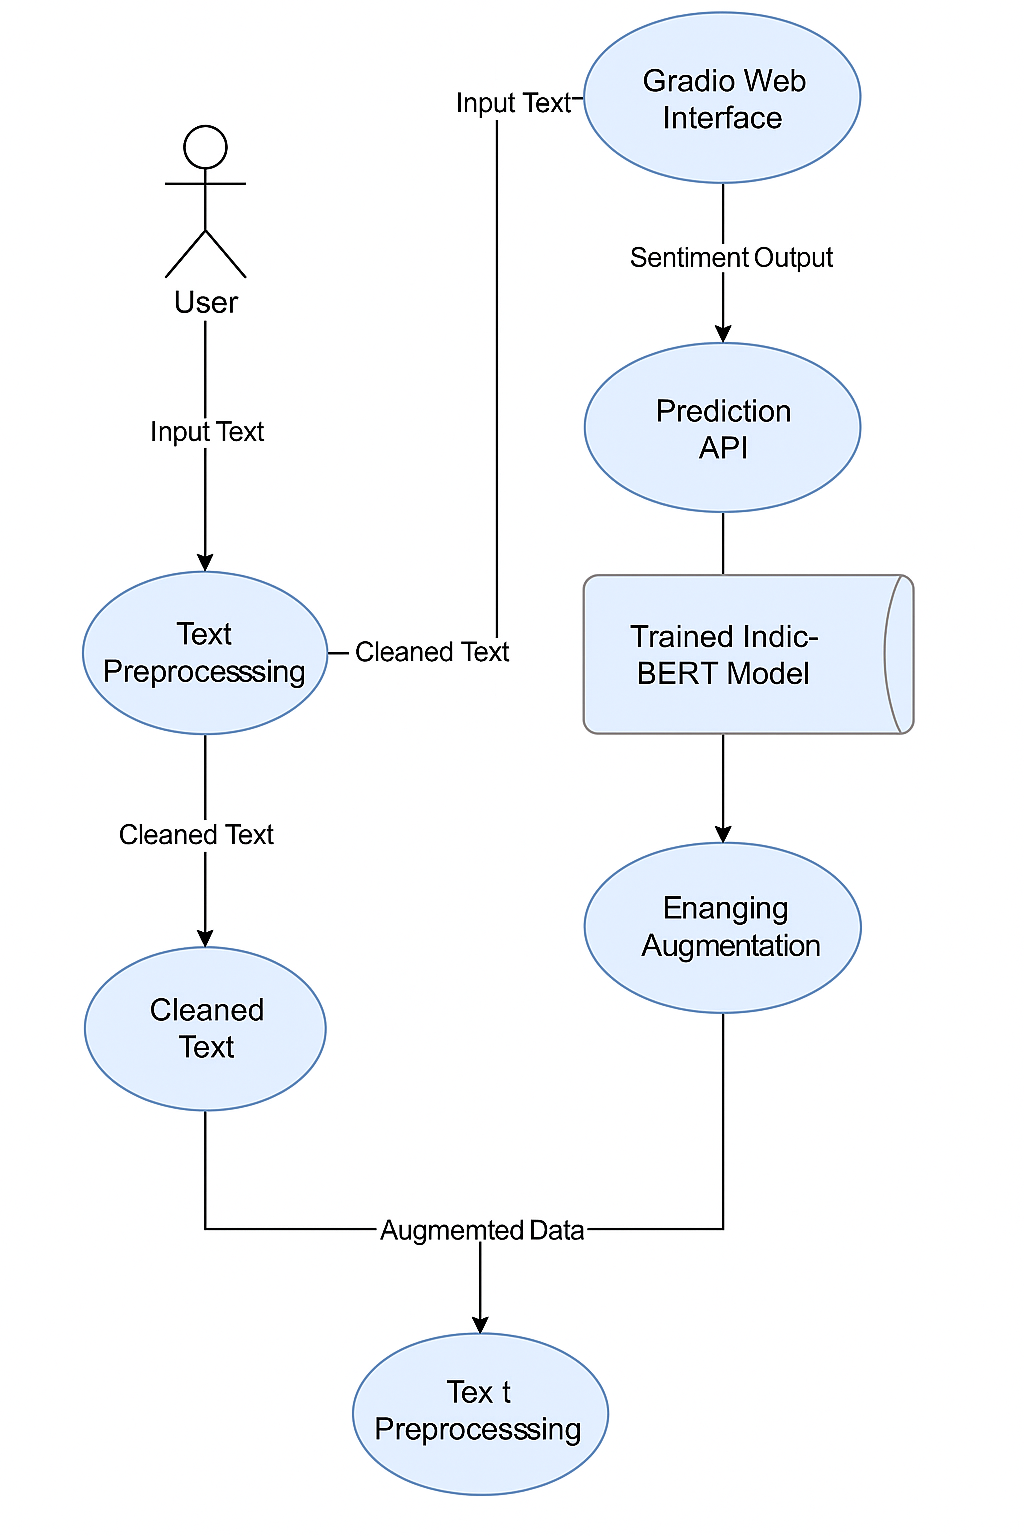 Gradio Web
Interface
Input Text
User
Sentiment Output
Input Text
Prediction
API
Text
Preprocesssing
Cleaned Text
Trained Indic-
BERT Model
Cleaned Text
Enanging
Augmentation
Cleaned
Text
Augmemted Data
Tex t
Preprocesssing